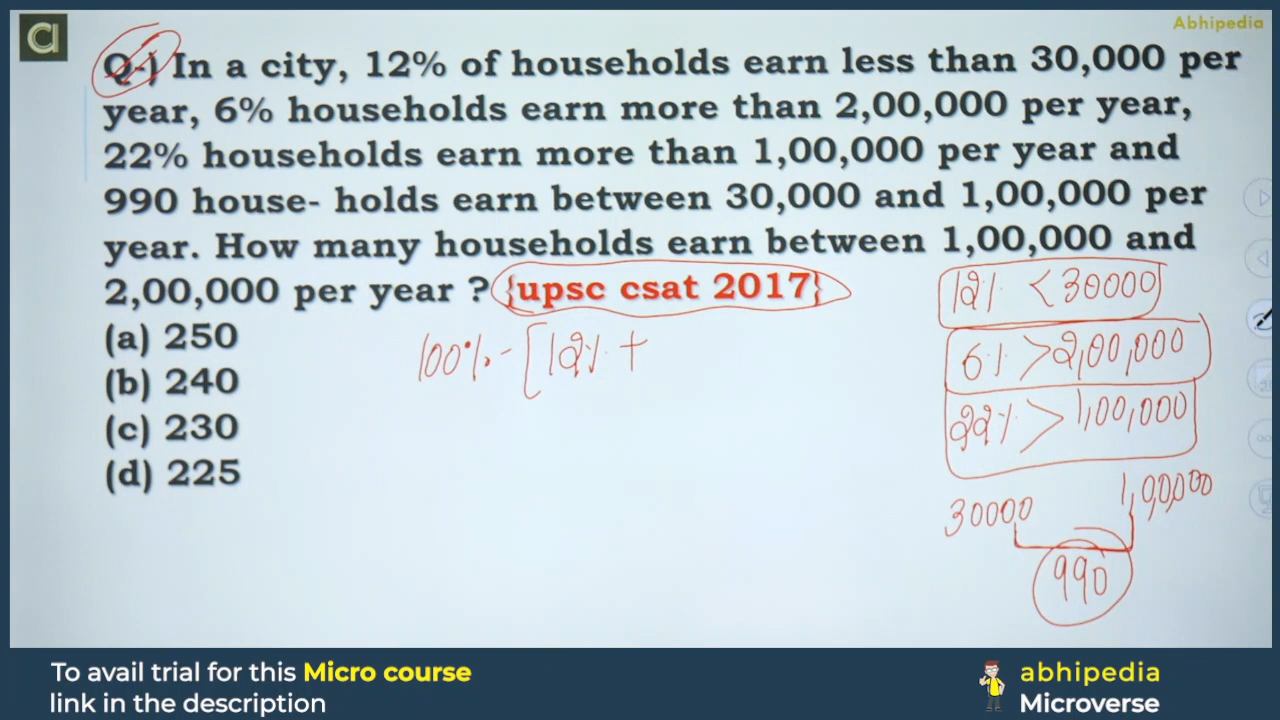 Abhipedia
Q-) In a city, 12% of households earn less than 30,000 per
year, 6% households earn more than 2,00,000 per year,
22% households earn more than 1,00,000 per year and
990 house- holds earn between 30,000 and 1,00,000 per
year. How many households earn between 1,00,000 and
2,00,000 per year ? {upsc csat 2017}
(a) 250
(b) 240
(c) 230
(d) 225
100% - [12% +
12% < 30000
6% > 2,00,000
22% > 1,00,000
30000 1,00,000
990
To avail trial for this Micro course
link in the description
abhipedia
Microverse